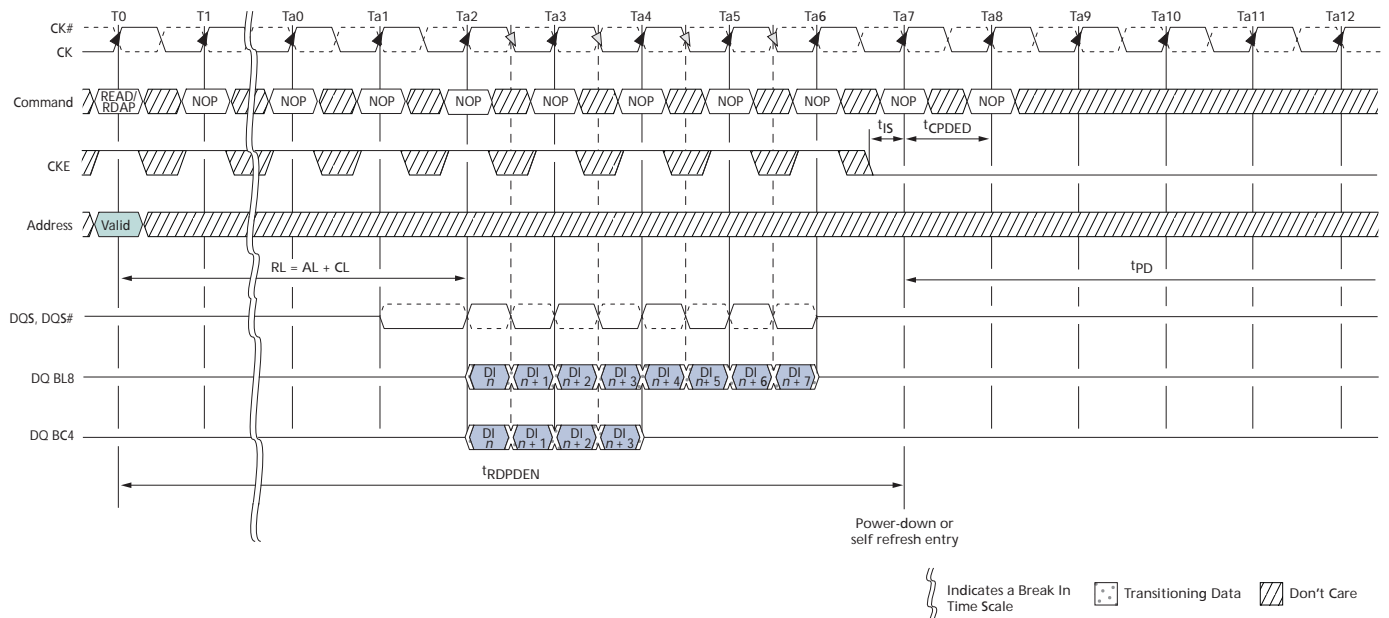 T0 T1 Ta0 Ta1 Ta2 Ta3 Ta4 Ta5 Ta6 Ta7 Ta8 Ta9 Ta10 Ta11 Ta12
CK#
CK
Command READ/ RDAP NOP NOP NOP NOP NOP NOP NOP NOP NOP NOP
tIS tCPDED
CKE
Address Valid
RL = AL + CL tPD
DQS, DQS#
DQ BL8 DI n DI n + 1 DI n + 2 DI n + 3 DI n + 4 DI n+ 5 DI n + 6 DI n + 7
DQ BC4 DI n DI n + 1 DI n + 2 DI n + 3
tRDPDEN
Power-down or
self refresh entry
Indicates a Break In
Time Scale
Transitioning Data
Don't Care